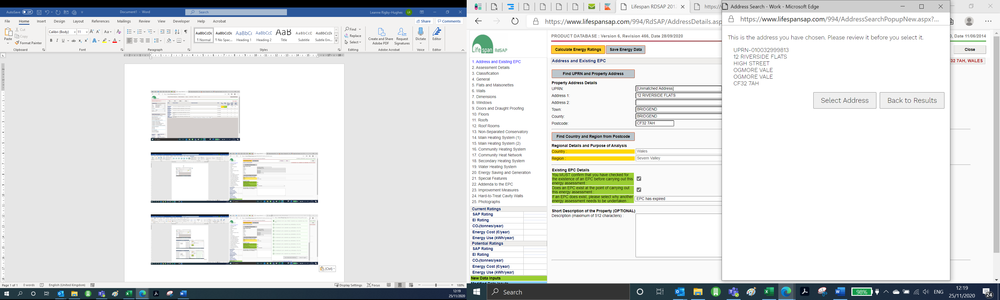 AutoSave Off
Document1 - Word
Search
Leanne Rigby-Hughes LR
File Home Insert Design Layout References Mailings Review View Developer Help Acrobat
Share Comments
Paste
Cut
Copy
Format Painter
Clipboard
Calibri (Body) 11
Font
Paragraph
AaBbCcDc AaBbCcDc AaBbCc AaBbCcC AaB AaBbCcD AaBbCcDc
¶ Normal ¶ No Spac... Heading 1 Heading 2 Title Subtitle Subtle Em...
Styles
Find
Replace
Select
Editing
Create and Share Adobe PDF
Request Signatures
Adobe Acrobat
Dictate
Voice
Editor
Editor
(Ctrl)
Page 1 of 1 0 words English (United Kingdom)
Display Settings Focus 100%
12:19
25/11/2020
Lifespan RDSAP 201
https://
https://www.lifespansap.com/994/RdSAP/AddressDetails.asp
Life span RdSAP
PRODUCT DATABASE : Version 6, Revision 466, Date 28/09/2020
0, Date 11/06/2014
Calculate Energy Ratings Save Energy Data
Close
Address and Existing EPC
32 7AH, WALES
1. Address and Existing EPC
2. Assessment Details
3. Classification
4. General
5. Flats and Maisonettes
6. Walls
7. Dimensions
8. Windows
9. Doors and Draught Proofing
10. Floors
11. Roofs
12. Roof Rooms
13. Non-Separated Conservatory
14. Main Heating System (1)
15. Main Heating System (2)
16. Community Heating System
17. Community Heat Network
18. Secondary Heating System
19. Water Heating System
20. Energy Saving and Generation
21. Special Features
22. Addenda to the EPC
23. Improvement Measures
24. Hard-to-Treat Cavity Walls
25. Photographs
Current Ratings
SAP Rating
EI Rating
CO₂(tonnes/year)
Energy Cost (£/year)
Energy Use (kWh/year)
Potential Ratings
SAP Rating
EI Rating
CO₂(tonnes/year)
Energy Cost (£/year)
Energy Use (kWh/year)
New Data Inputs
Find UPRN and Property Address
Property Address Details
UPRN: [Unmatched Address]
Address 1: 12 RIVERSIDE FLATS
Address 2:
Town: BRIDGEND
County: BRIDGEND
Postcode: CF32 7AH
Find Country and Region from Postcode
Regional Details and Purpose of Analysis
Country : Wales
Region : Severn Valley
Existing EPC Details
You MUST confirm that you have checked for
the existence of an EPC before carrying out this
energy assessment :
Does an EPC exist at the point of carrying out
this energy assessment :
If an EPC does exist, please select why another
energy assessment needs to be undertaken :
EPC has expired
Short Description of the Property (OPTIONAL)
Description (maximum of 512 characters) :
Address Search - Work - Microsoft Edge
https://www.lifespansap.com/994/AddressSearchPopupNew.aspx?...
This is the address you have chosen. Please review it before you select it.
UPRN-010032999813
12 RIVERSIDE FLATS
HIGH STREET
OGMORE VALE
OGMORE VALE
CF32 7AH
Select Address Back to Results
Search
98%
ENG
12:19
25/11/2020
24